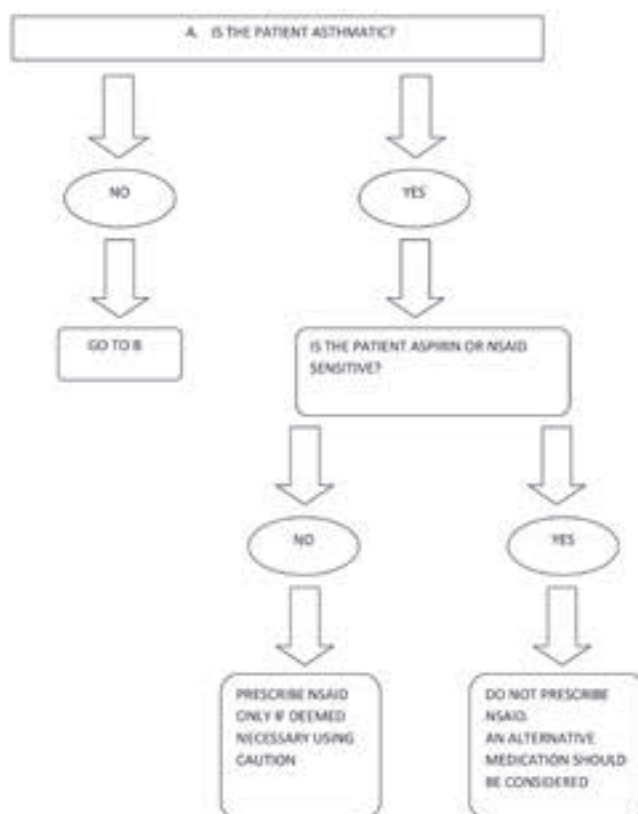 A. IS THE PATIENT ASTHMATIC?
NO
YES
GO TO B
IS THE PATIENT ASPIRIN OR NSAID
SENSITIVE?
NO
YES
PRESCRIBE NSAID
ONLY IF DEEMED
NECESSARY USING
CAUTION
DO NOT PRESCRIBE
NSAID.
AN ALTERNATIVE
MEDICATION SHOULD
BE CONSIDERED